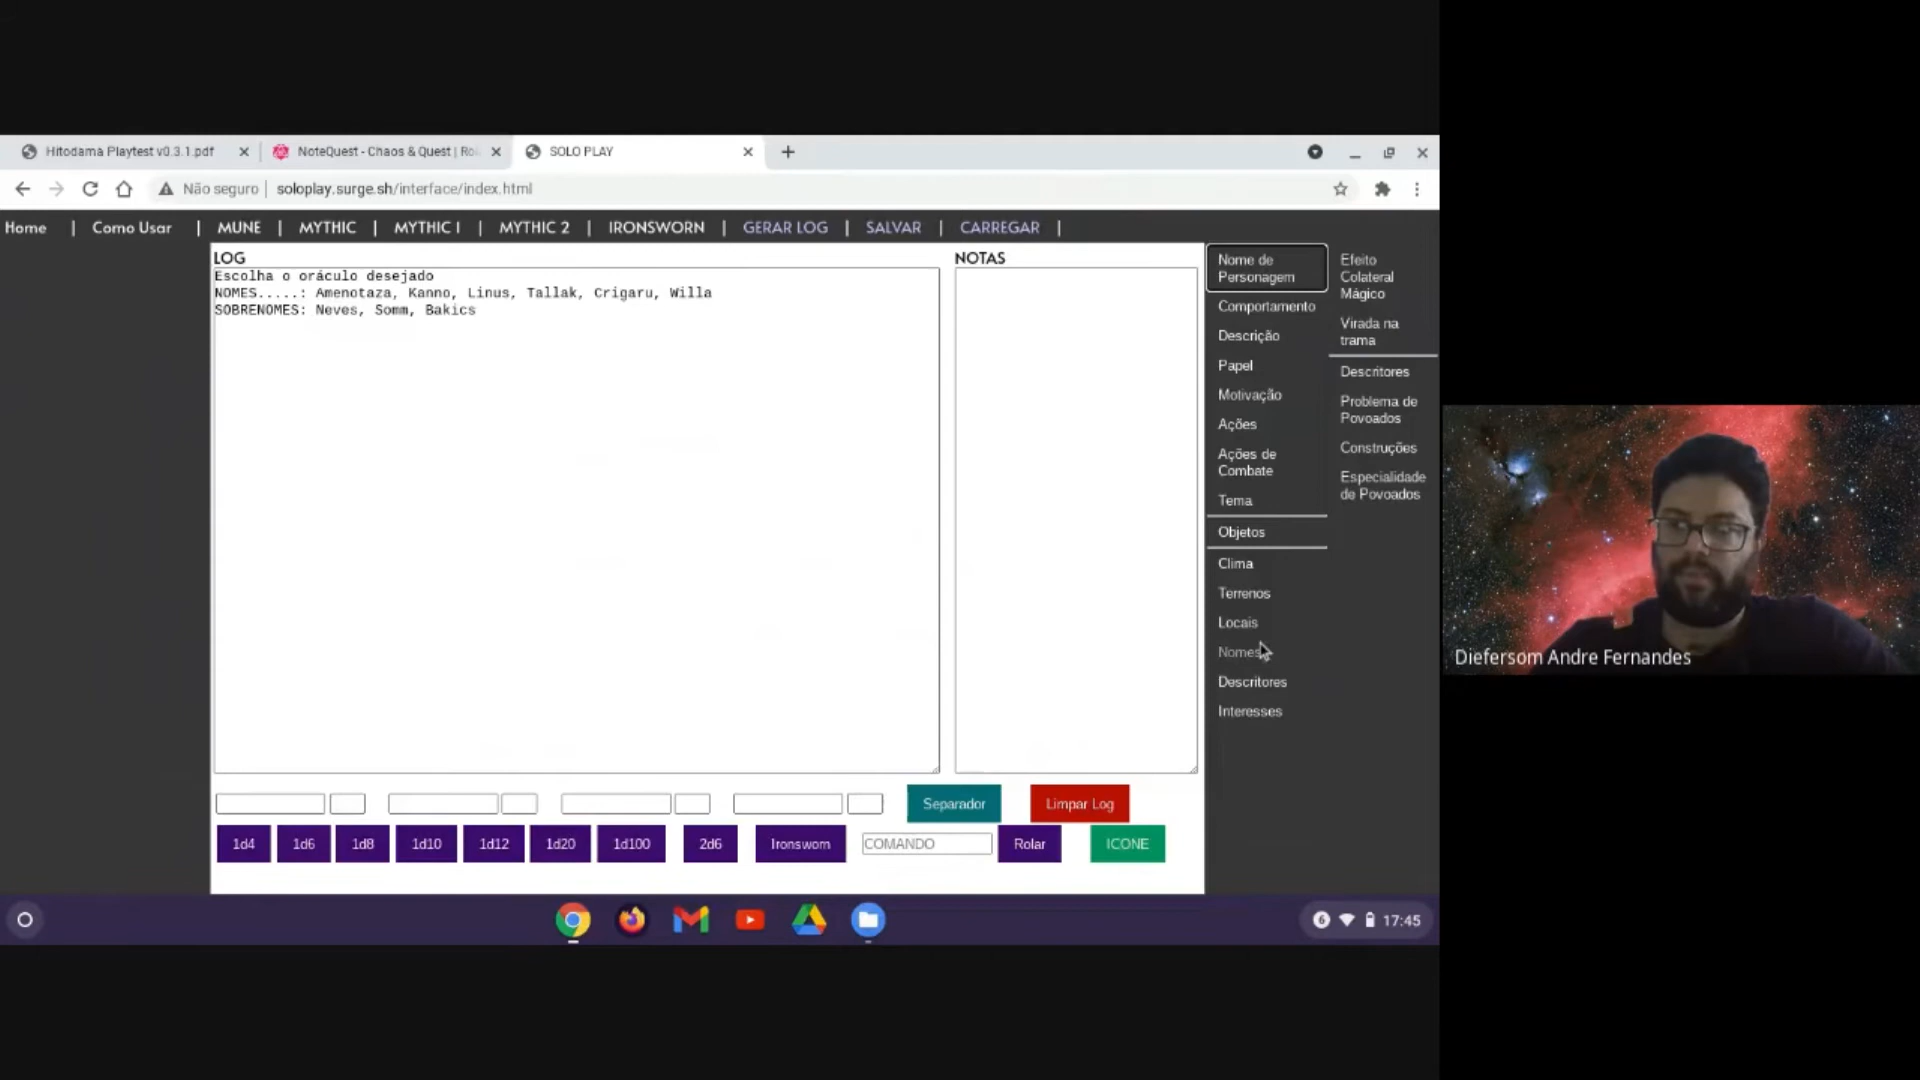 Hitodama Playtest v0.3.1.pdf
NoteQuest - Chaos & Quest | Ro
SOLO PLAY
Não seguro
soloplay.surge.sh/interface/index.html
Home | Como Usar | MUNE | MYTHIC | MYTHIC I | MYTHIC 2 | IRONSWORN | GERAR LOG | SALVAR | CARREGAR |
LOG
Escolha o oráculo desejado
NOMES.....: Amenotaza, Kanno, Linus, Tallak, Crigaru, Willa
SOBRENOMES: Neves, Somm, Bakics
NOTAS
Nome de
Personagem
Comportamento
Descrição
Papel
Motivação
Ações
Ações de
Combate
Tema
Objetos
Clima
Terrenos
Locais
Nomes
Descritores
Interesses
Efeito
Colateral
Mágico
Virada na
trama
Descritores
Problema de
Povoados
Construções
Especialidade
de Povoados
Separador
Limpar Log
1d4
1d6
1d8
1d10
1d12
1d20
1d100
2d6
Ironsworn
COMANDO
Rolar
ICONE
6
17:45
Diefersom Andre Fernandes